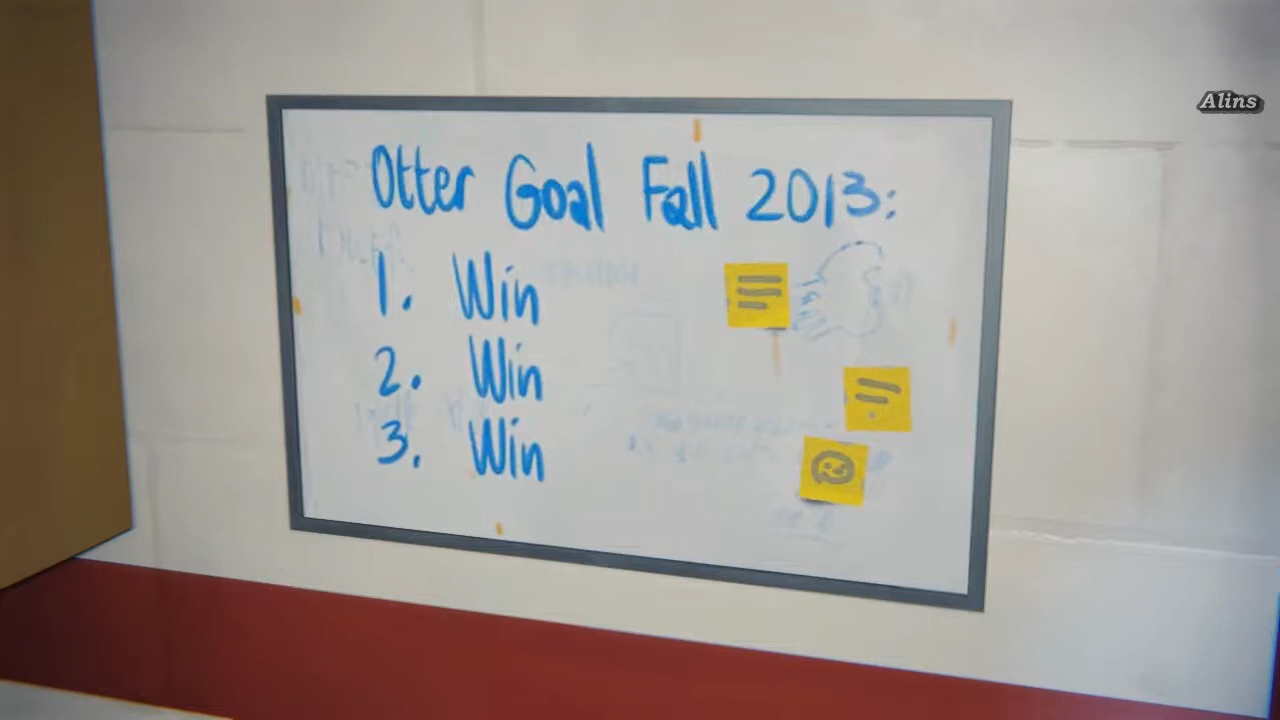 Alins
Otter Goal Fall 2013:
1. Win
2. Win
3. Win